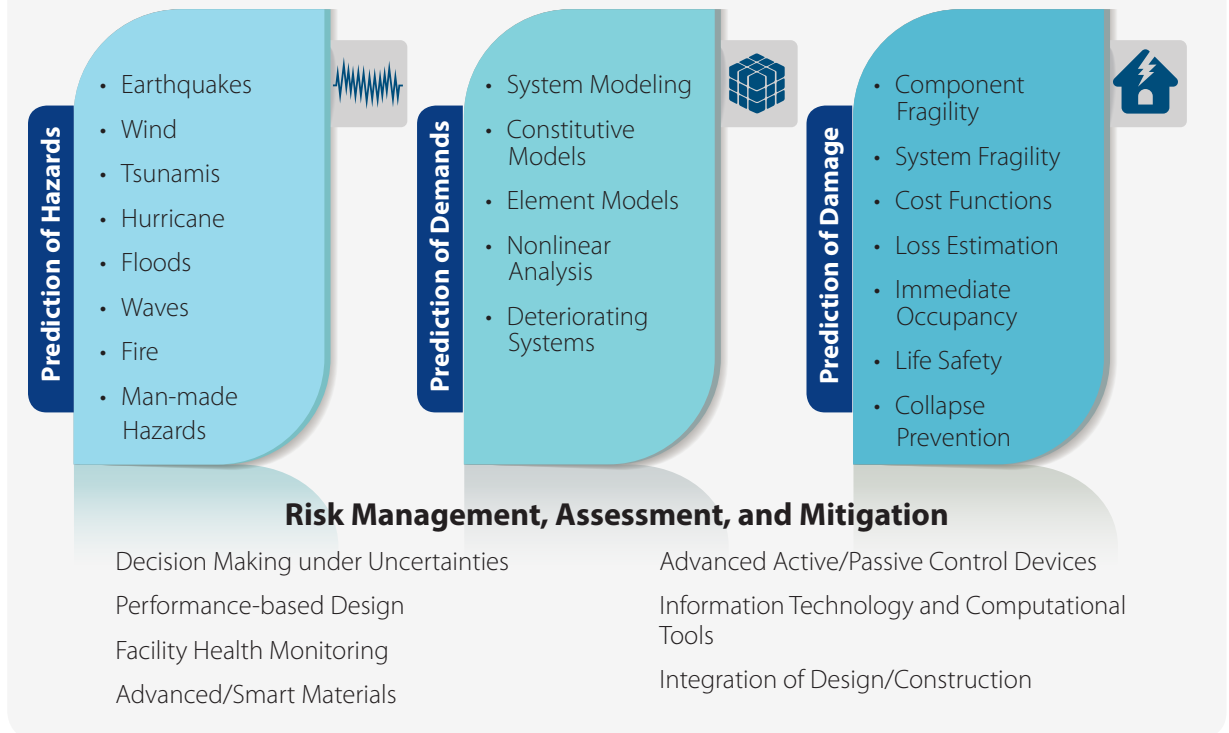 Prediction of Hazards
• Earthquakes
• Wind
• Tsunamis
• Hurricane
• Floods
• Waves
• Fire
• Man-made
Hazards
Prediction of Demands
• System Modeling
• Constitutive
Models
• Element Models
• Nonlinear
Analysis
• Deteriorating
Systems
Prediction of Damage
• Component
Fragility
• System Fragility
• Cost Functions
• Loss Estimation
• Immediate
Occupancy
• Life Safety
• Collapse
Prevention
Risk Management, Assessment, and Mitigation
Decision Making under Uncertainties
Performance-based Design
Facility Health Monitoring
Advanced/Smart Materials
Advanced Active/Passive Control Devices
Information Technology and Computational
Tools
Integration of Design/Construction